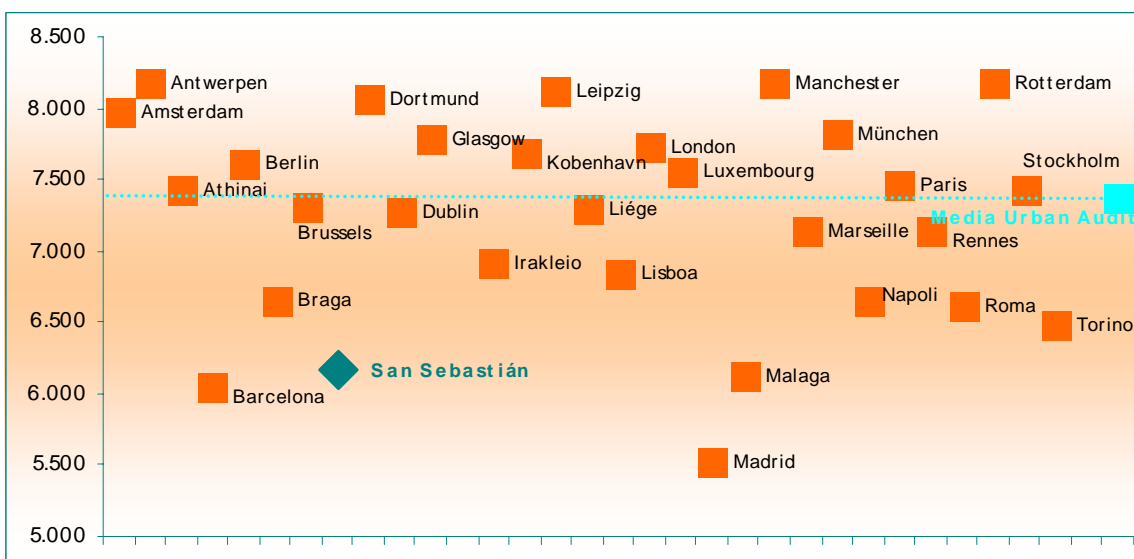 8.500
8.000
7.500
7.000
6.500
6.000
5.500
5.000
Antwerpen
Amsterdam
Athinai
Berlin
Brussels
Braga
Barcelona
San Sebastián
Dortmund
Glasgow
Dublin
Irakleio
Kobenhavn
Leipzig
Liége
Lisboa
London
Luxembourg
Madrid
Malaga
Manchester
Marseille
München
Napoli
Paris
Rennes
Roma
Rotterdam
Stockholm
Torino
Media Urban Audit